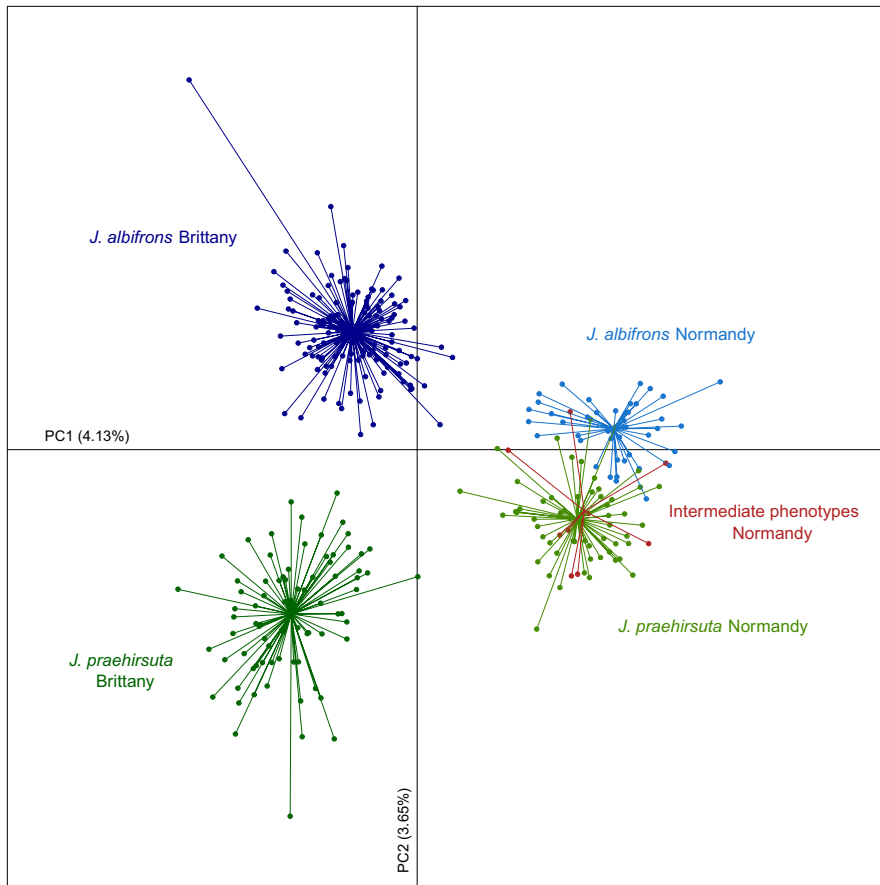 J. albifrons Brittany
J. albifrons Normandy
PC1 (4.13%)
Intermediate phenotypes
Normandy
J. praehirsuta Normandy
J. praehirsuta
Brittany
PC2 (3.65%)